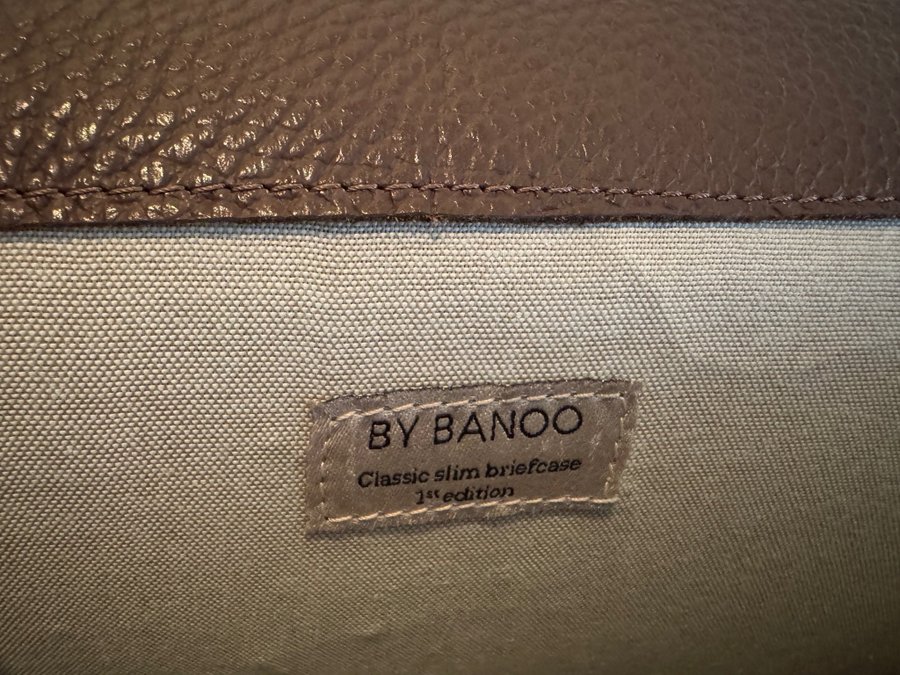 BY BANOO
Classic slim briefcase
1st edition